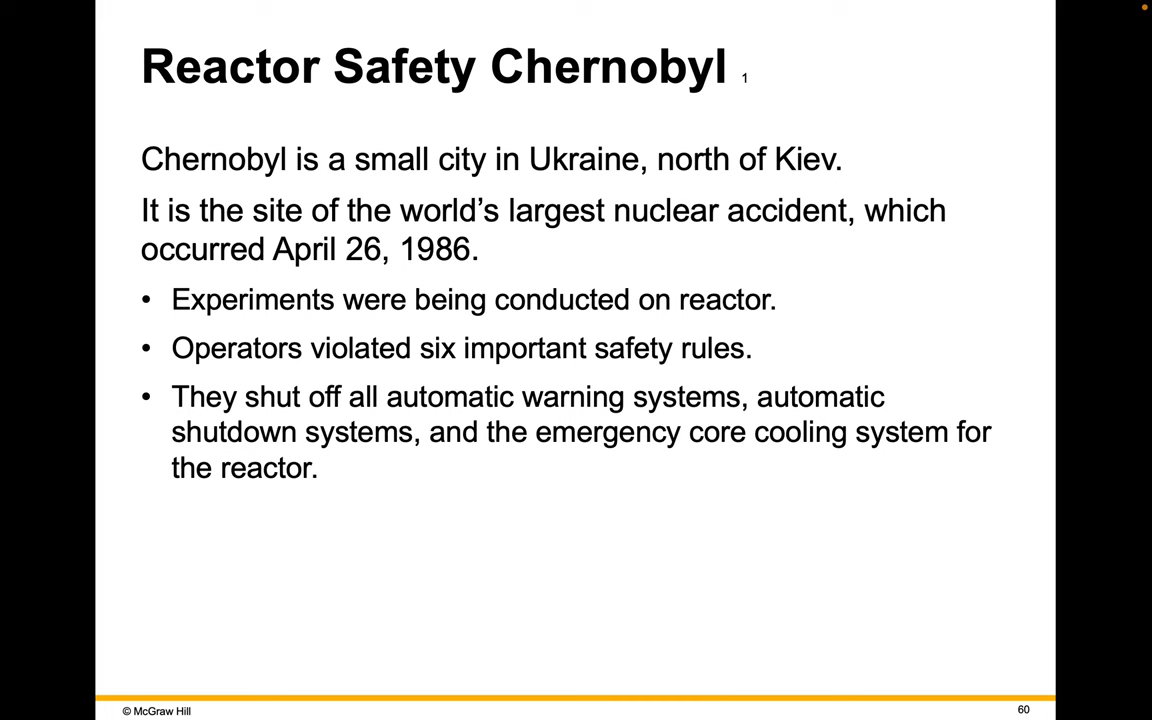 Reactor Safety Chernobyl 1
Chernobyl is a small city in Ukraine, north of Kiev.
It is the site of the world’s largest nuclear accident, which
occurred April 26, 1986.
• Experiments were being conducted on reactor.
• Operators violated six important safety rules.
• They shut off all automatic warning systems, automatic
shutdown systems, and the emergency core cooling system for
the reactor.
© McGraw Hill
60